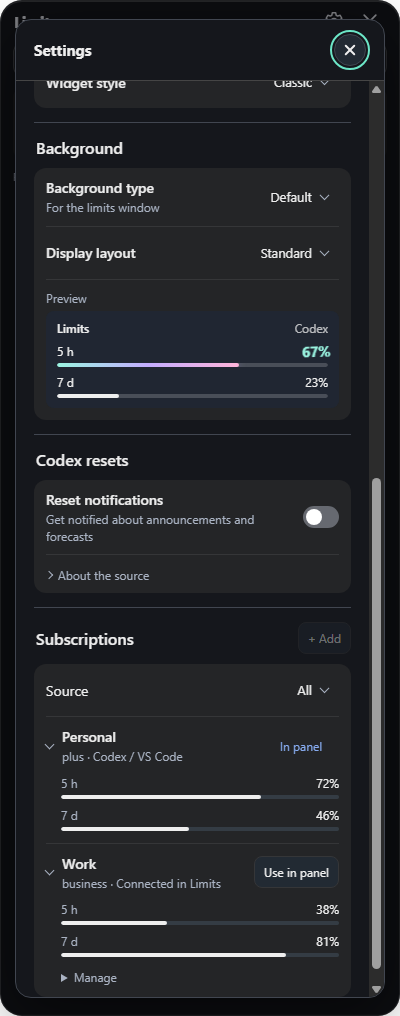 Settings
Widget style
Classic
Background
Background type
For the limits window
Default
Display layout
Standard
Preview
Limits
Codex
5 h
67%
7 d
23%
Codex resets
Reset notifications
Get notified about announcements and
forecasts
About the source
Subscriptions
+ Add
Source
All
Personal
plus · Codex / VS Code
In panel
5 h
72%
7 d
46%
Work
business · Connected in Limits
Use in panel
5 h
38%
7 d
81%
Manage